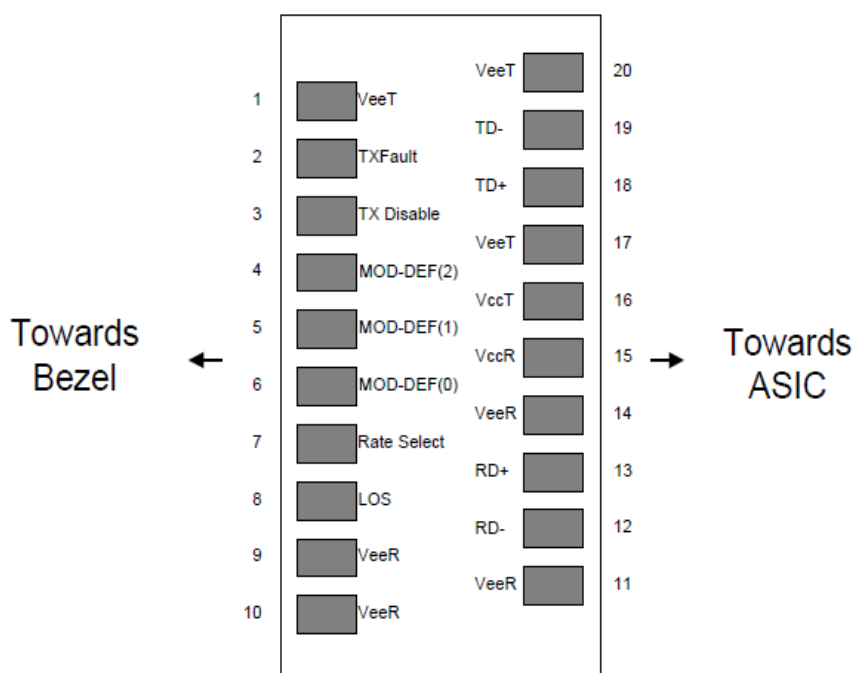 VeeT 20
1 VeeT
TD- 19
2 TXFault
TD+ 18
3 TX Disable
VeeT 17
4 MOD-DEF(2)
VccT 16
5 MOD-DEF(1)
Towards
Bezel
VccR 15
Towards
ASIC
6 MOD-DEF(0)
VeeR 14
7 Rate Select
RD+ 13
8 LOS
RD- 12
9 VeeR
VeeR 11
10 VeeR